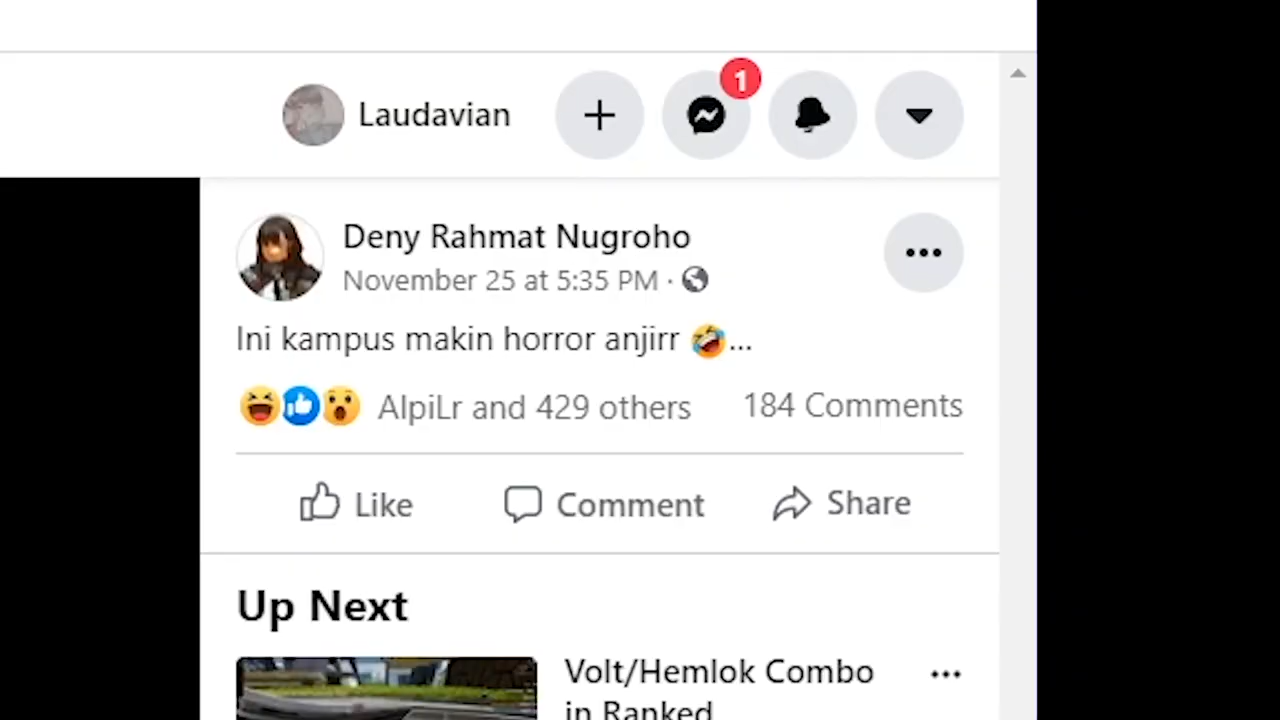 Laudavian
1
Deny Rahmat Nugroho
November 25 at 5:35 PM ·
Ini kampus makin horror anjirr 🤣...
AlpiLr and 429 others
184 Comments
Like
Comment
Share
Up Next
Volt/Hemlok Combo
in Ranked